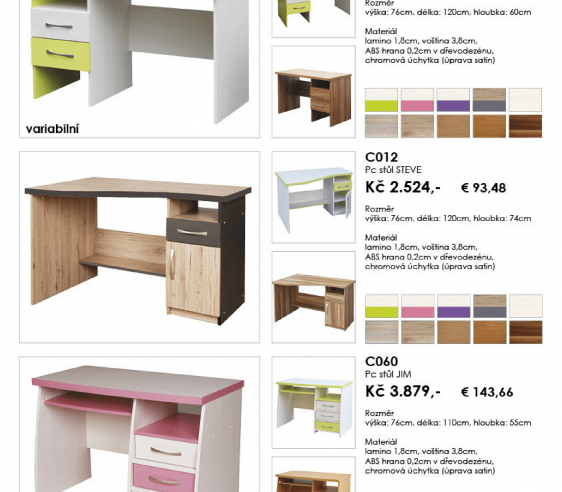 Rozměr
výška: 76cm, délka: 120cm, hloubka: 60cm
Materiál
lamino 1,8cm, voština 3,8cm,
ABS hrana 0,2cm v dřevodezénu,
chromová úchytka (úprava satin)
variabilní
C012
Pc stůl STEVE
Kč 2.524,- € 93,48
Rozměr
výška: 76cm, délka: 120cm, hloubka: 74cm
Materiál
lamino 1,8cm, voština 3,8cm,
ABS hrana 0,2cm v dřevodezénu,
chromová úchytka (úprava satin)
C060
Pc stůl JIM
Kč 3.879,- € 143,66
Rozměr
výška: 76cm, délka: 110cm, hloubka: 55cm
Materiál
lamino 1,8cm, voština 3,8cm,
ABS hrana 0,2cm v dřevodezénu,
chromová úchytka (úprava satin)